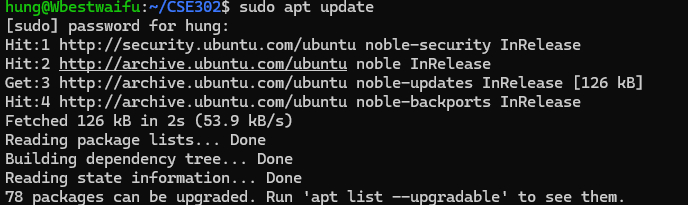 hung@Wbestwaifu:~/CSE302$ sudo apt update
[sudo] password for hung:
Hit:1 http://security.ubuntu.com/ubuntu noble-security InRelease
Hit:2 http://archive.ubuntu.com/ubuntu noble InRelease
Get:3 http://archive.ubuntu.com/ubuntu noble-updates InRelease [126 kB]
Hit:4 http://archive.ubuntu.com/ubuntu noble-backports InRelease
Fetched 126 kB in 2s (53.9 kB/s)
Reading package lists... Done
Building dependency tree... Done
Reading state information... Done
78 packages can be upgraded. Run 'apt list --upgradable' to see them.